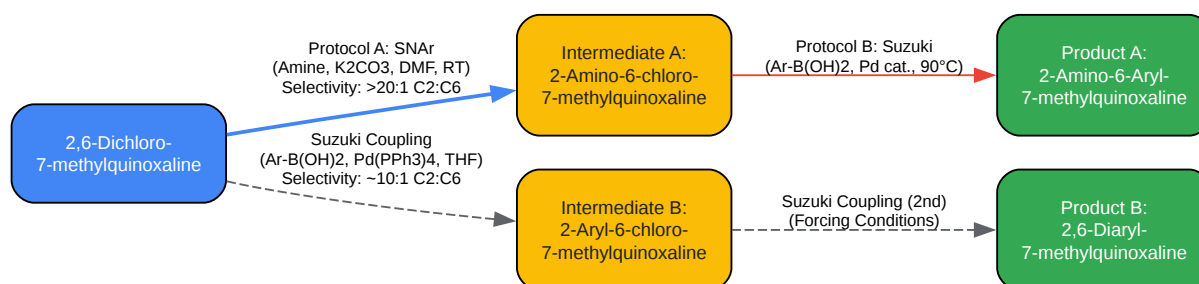 2,6-Dichloro-
7-methylquinoxaline
Protocol A: SNAr
(Amine, K2CO3, DMF, RT)
Selectivity: >20:1 C2:C6
Suzuki Coupling
(Ar-B(OH)2, Pd(PPh3)4, THF)
Selectivity: ~10:1 C2:C6
Intermediate A:
2-Amino-6-chloro-
7-methylquinoxaline
Intermediate B:
2-Aryl-6-chloro-
7-methylquinoxaline
Protocol B: Suzuki
(Ar-B(OH)2, Pd cat., 90°C)
Suzuki Coupling (2nd)
(Forcing Conditions)
Product A:
2-Amino-6-Aryl-
7-methylquinoxaline
Product B:
2,6-Diaryl-
7-methylquinoxaline